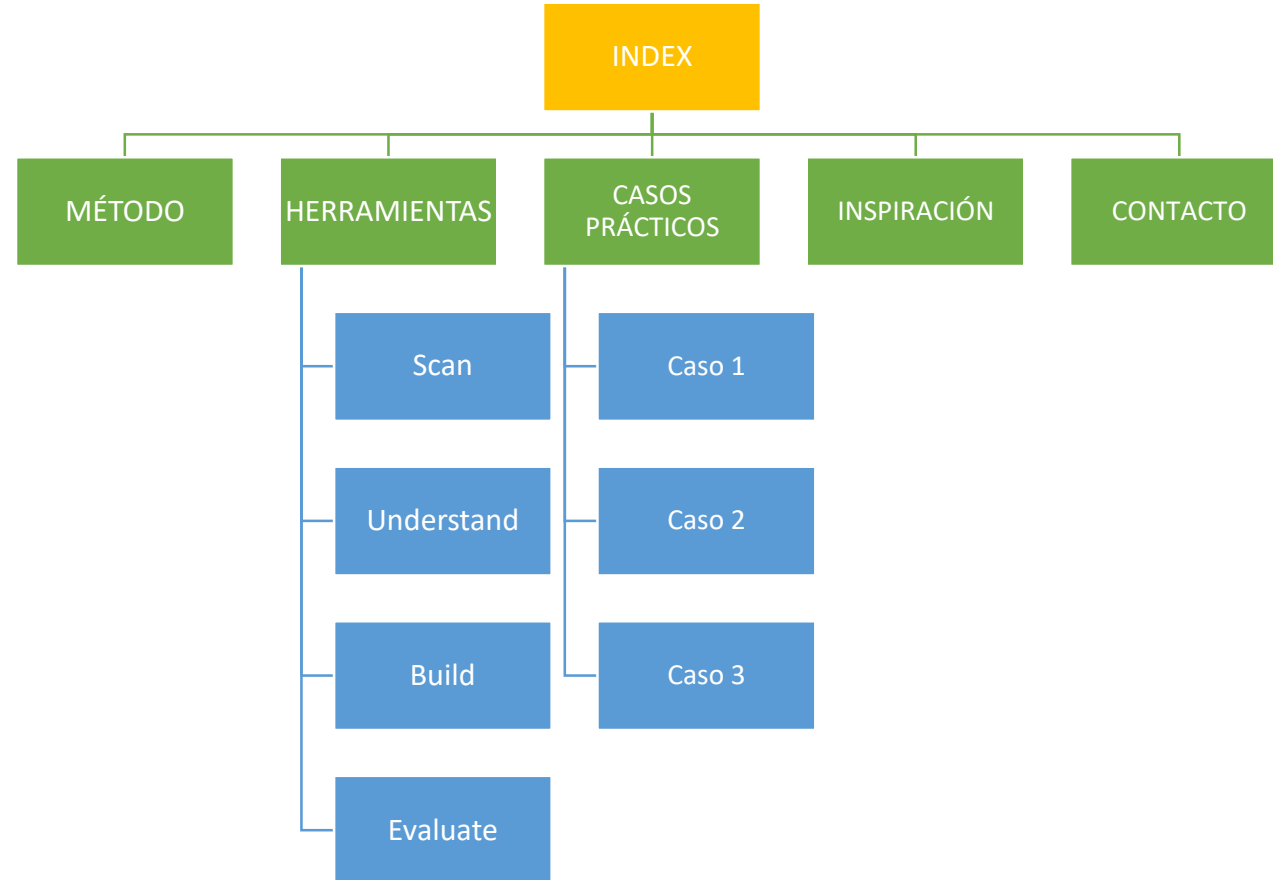 INDEX
MÉTODO
HERRAMIENTAS
CASOS
PRÁCTICOS
INSPIRACIÓN
CONTACTO
Scan
Understand
Build
Evaluate
Caso 1
Caso 2
Caso 3